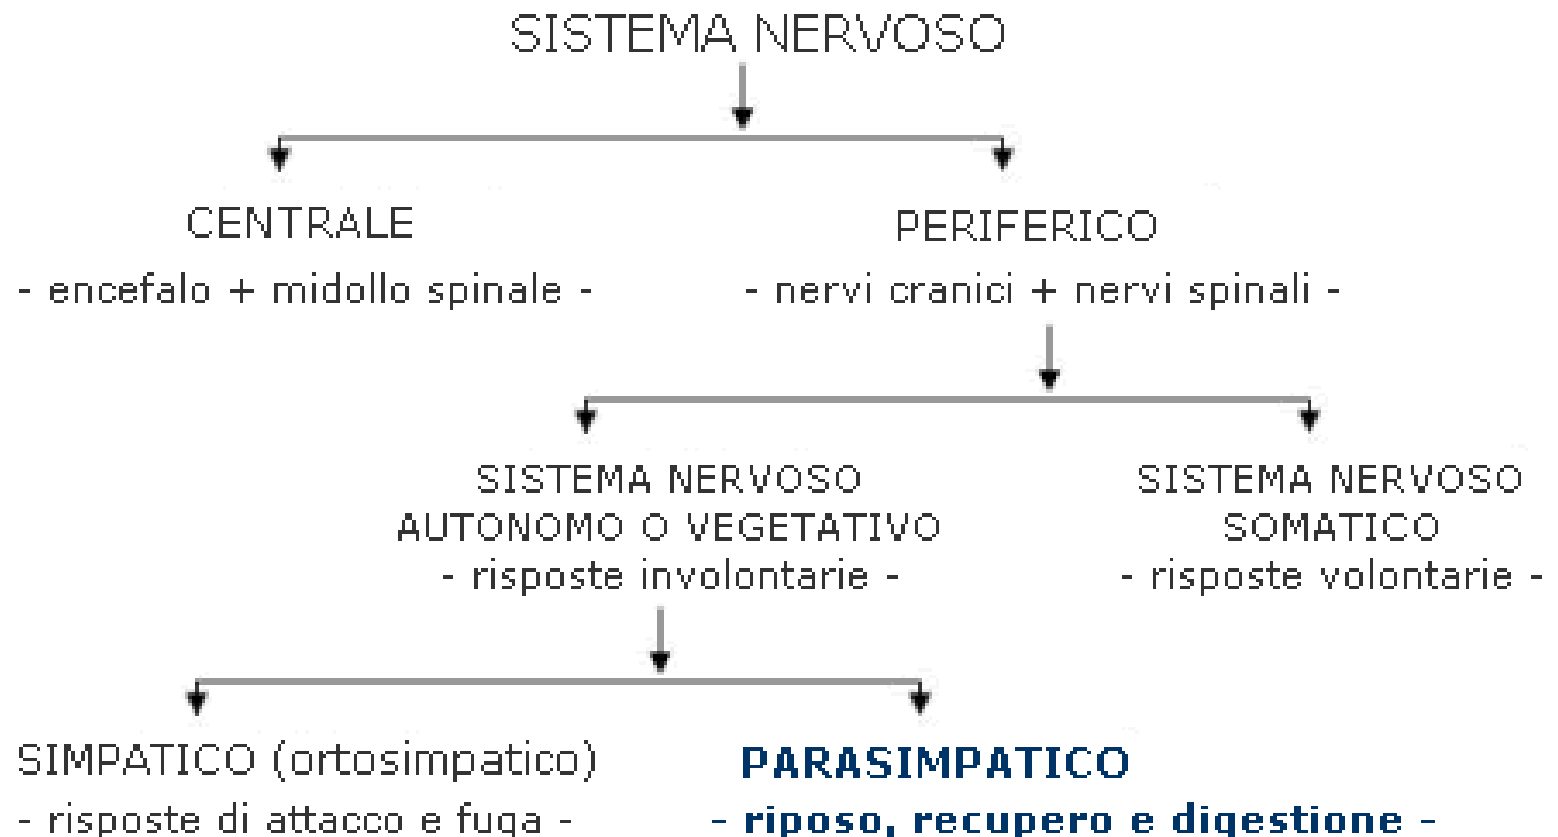 SISTEMA NERVOSO
CENTRALE
- encefalo + midollo spinale -
PERIFERICO
- nervi cranici + nervi spinali -
SISTEMA NERVOSO
AUTONOMO O VEGETATIVO
- risposte involontarie -
SISTEMA NERVOSO
SOMATICO
- risposte volontarie -
SIMPATICO (ortosimpatico)
- risposte di attacco e fuga -
PARASIMPATICO
- riposo, recupero e digestione -